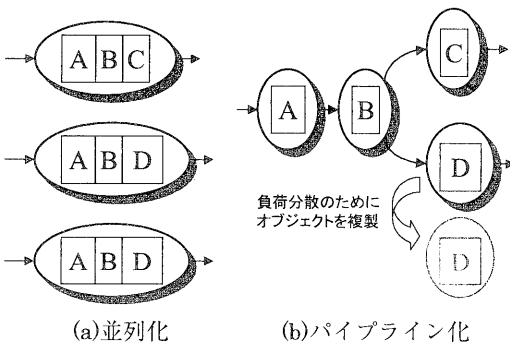 A B C
A B D
A B D
(a)並列化
A
B
C
D
負荷分散のために
オブジェクトを複製
D
(b)パイプライン化